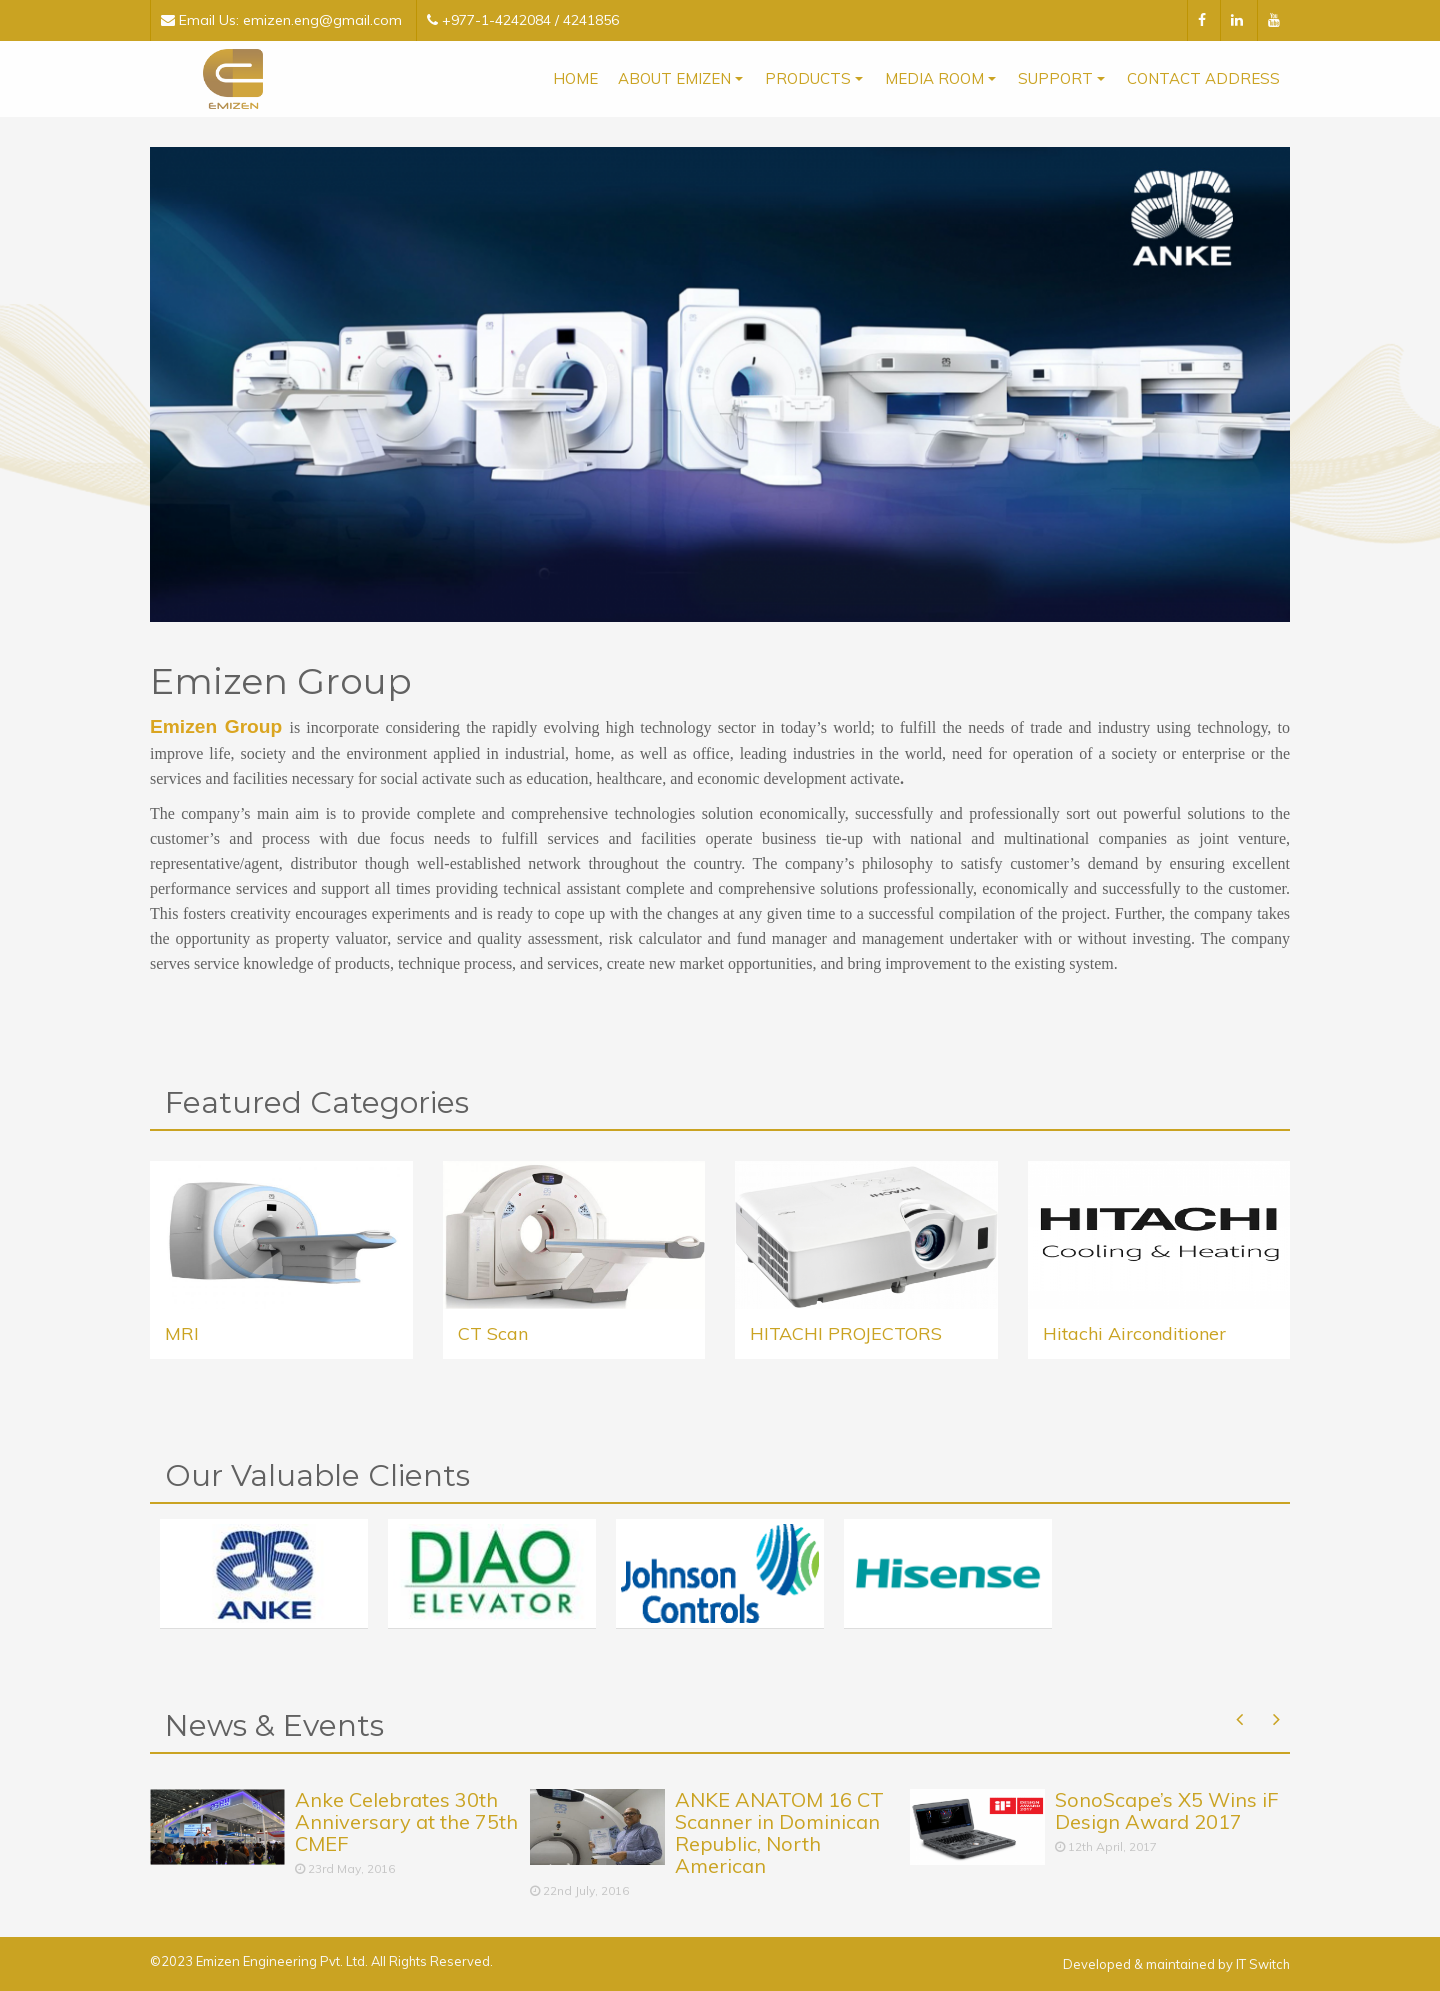 Email Us: emizen.eng@gmail.com
+977-1-4242084 / 4241856
EMIZEN
HOME
ABOUT EMIZEN
PRODUCTS
MEDIA ROOM
SUPPORT
CONTACT ADDRESS
ANKE
Emizen Group
Emizen Group is incorporate considering the rapidly evolving high technology sector in today’s world; to fulfill the needs of trade and industry using technology, to
improve life, society and the environment applied in industrial, home, as well as office, leading industries in the world, need for operation of a society or enterprise or the
services and facilities necessary for social activate such as education, healthcare, and economic development activate.
The company’s main aim is to provide complete and comprehensive technologies solution economically, successfully and professionally sort out powerful solutions to the
customer’s and process with due focus needs to fulfill services and facilities operate business tie-up with national and multinational companies as joint venture,
representative/agent, distributor though well-established network throughout the country. The company’s philosophy to satisfy customer’s demand by ensuring excellent
performance services and support all times providing technical assistant complete and comprehensive solutions professionally, economically and successfully to the customer.
This fosters creativity encourages experiments and is ready to cope up with the changes at any given time to a successful compilation of the project. Further, the company takes
the opportunity as property valuator, service and quality assessment, risk calculator and fund manager and management undertaker with or without investing. The company
serves service knowledge of products, technique process, and services, create new market opportunities, and bring improvement to the existing system.
Featured Categories
HITACHI
HITACHI
Cooling & Heating
MRI
CT Scan
HITACHI PROJECTORS
Hitachi Airconditioner
Our Valuable Clients
ANKE
DIAO
ELEVATOR
Johnson
Controls
Hisense
News & Events
Anke Celebrates 30th
Anniversary at the 75th
CMEF
23rd May, 2016
ANKE ANATOM 16 CT
Scanner in Dominican
Republic, North
American
22nd July, 2016
DESIGN
AWARD
2017
SonoScape’s X5 Wins iF
Design Award 2017
12th April, 2017
©2023 Emizen Engineering Pvt. Ltd. All Rights Reserved.
Developed & maintained by IT Switch